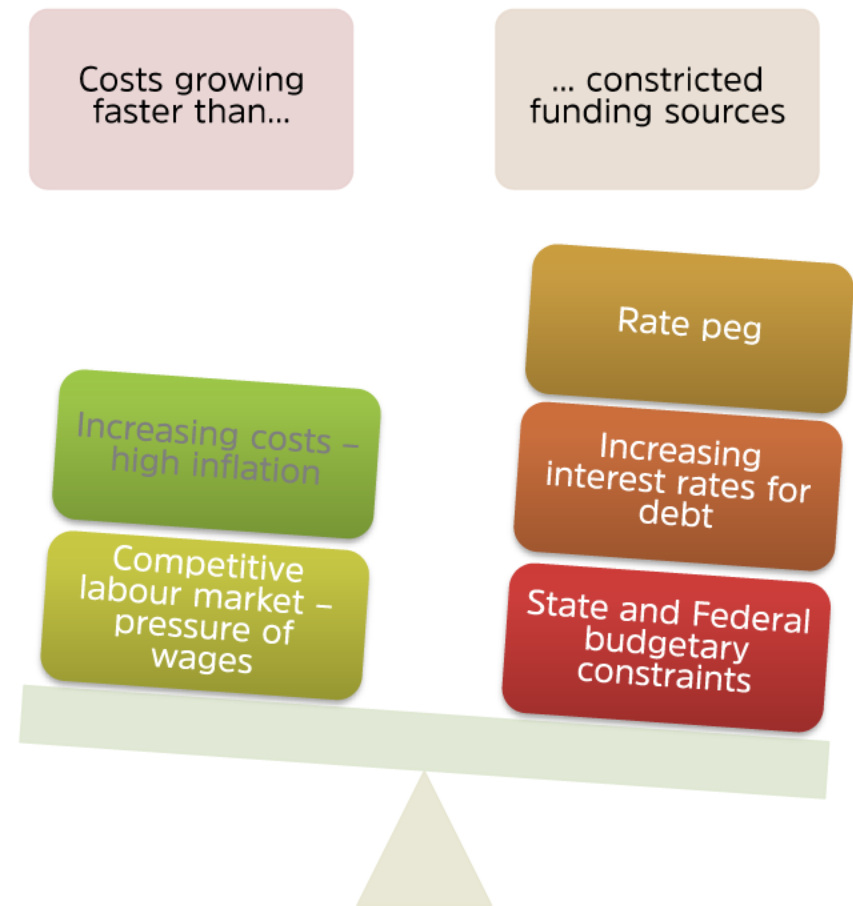 Costs growing
faster than...
... constricted
funding sources
Increasing costs –
high inflation
Competitive
labour market –
pressure of
wages
Rate peg
Increasing
interest rates for
debt
State and Federal
budgetary
constraints